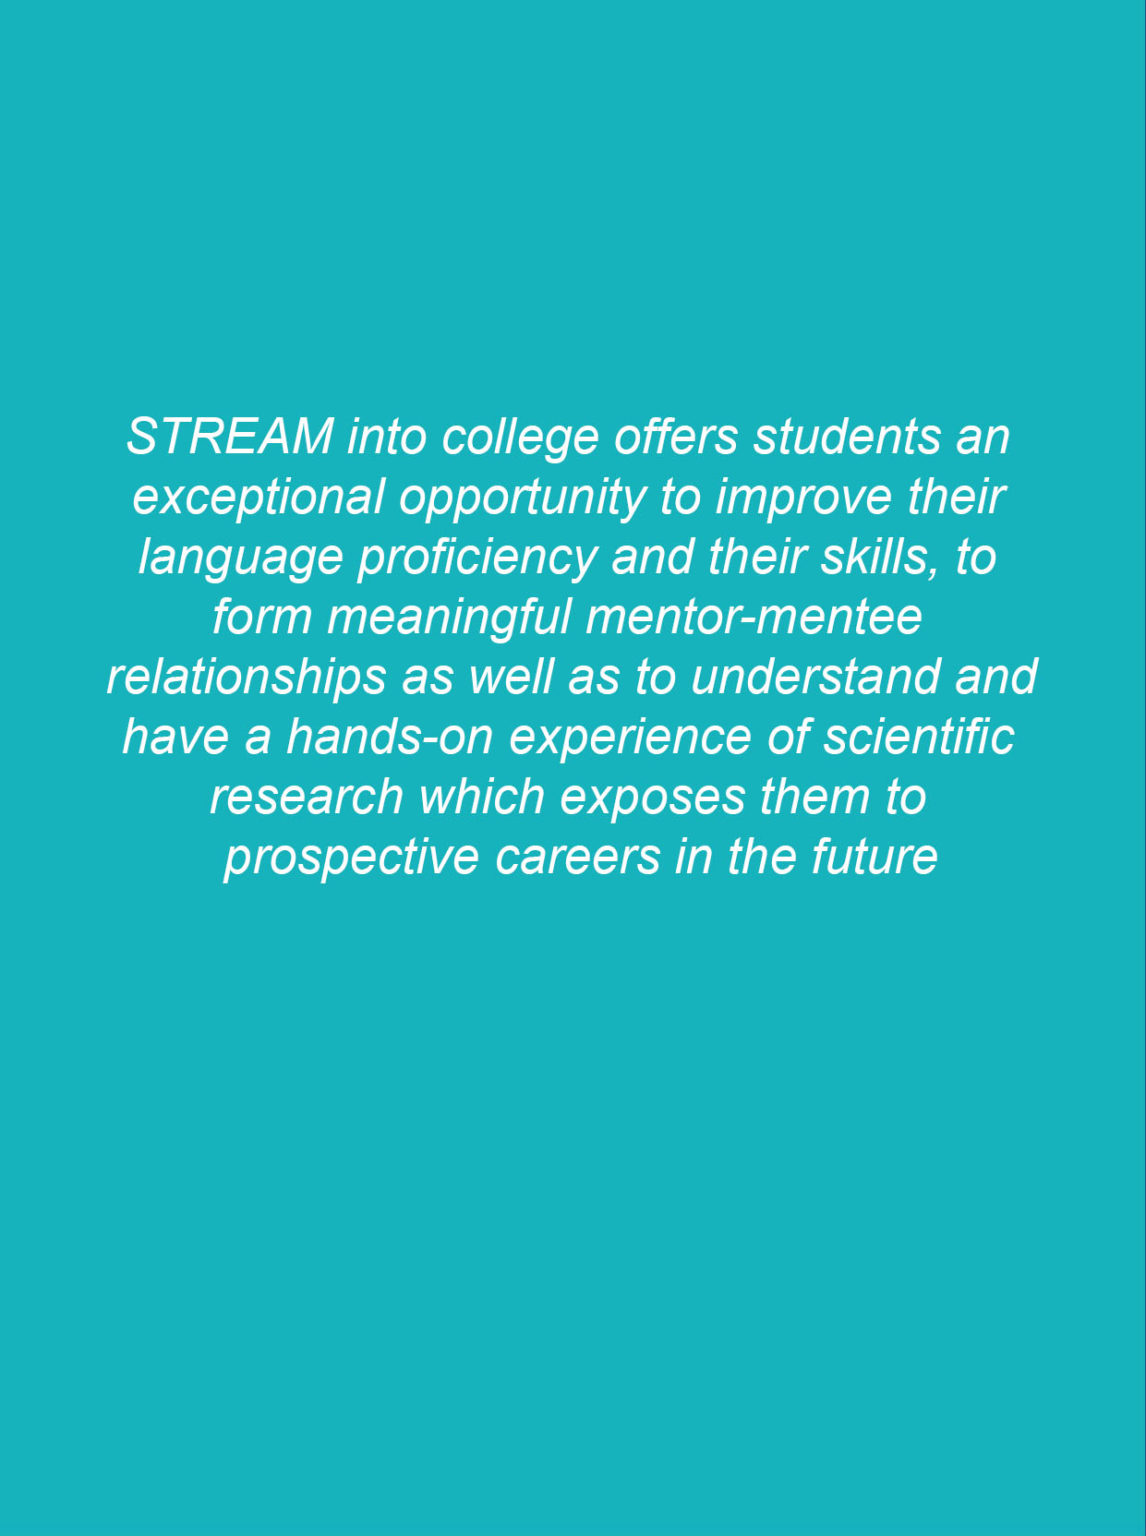 STREAM into college offers students an
exceptional opportunity to improve their
language proficiency and their skills, to
form meaningful mentor-mentee
relationships as well as to understand and
have a hands-on experience of scientific
research which exposes them to
prospective careers in the future